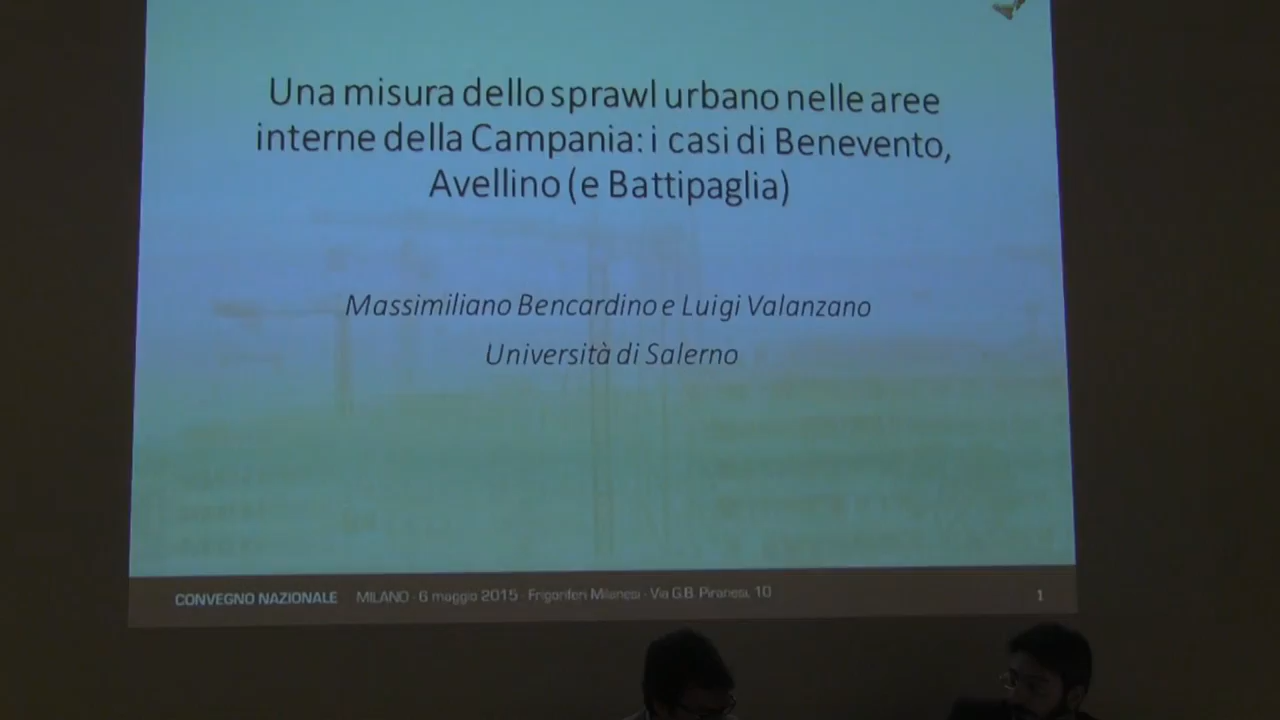 Una misura dello sprawl urbano nelle aree
interne della Campania: i casi di Benevento,
Avellino (e Battipaglia)
Massimiliano Bencardino e Luigi Valanzano
Università di Salerno
CONVEGNO NAZIONALE MILANO - 6 maggio 2015 - Frigoriferi Milanesi - Via G.B. Piranesi, 10 1